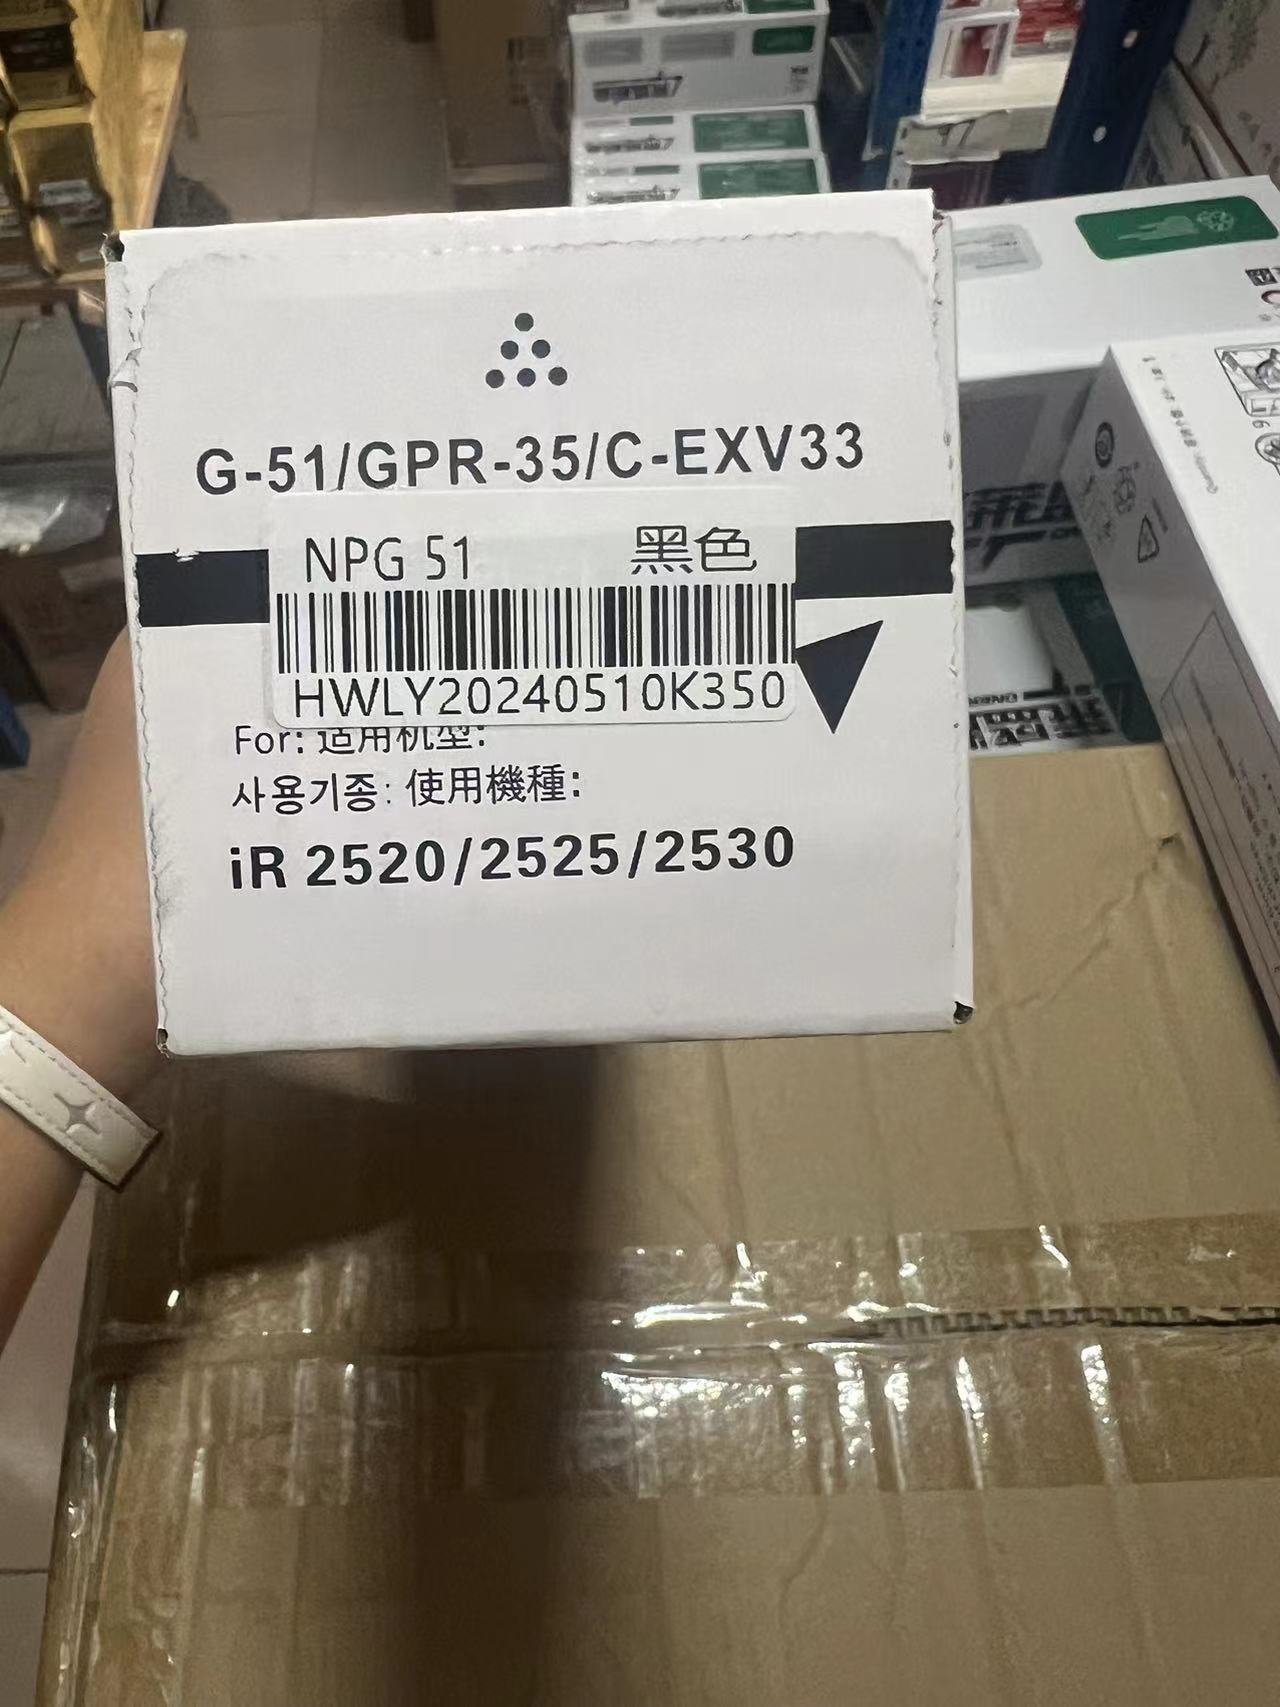 G-51/GPR-35/C-EXV33
NPG 51 黑色
HWLY20240510K350
For: 适用机型:
사용기종: 使用機種:
iR 2520/2525/2530